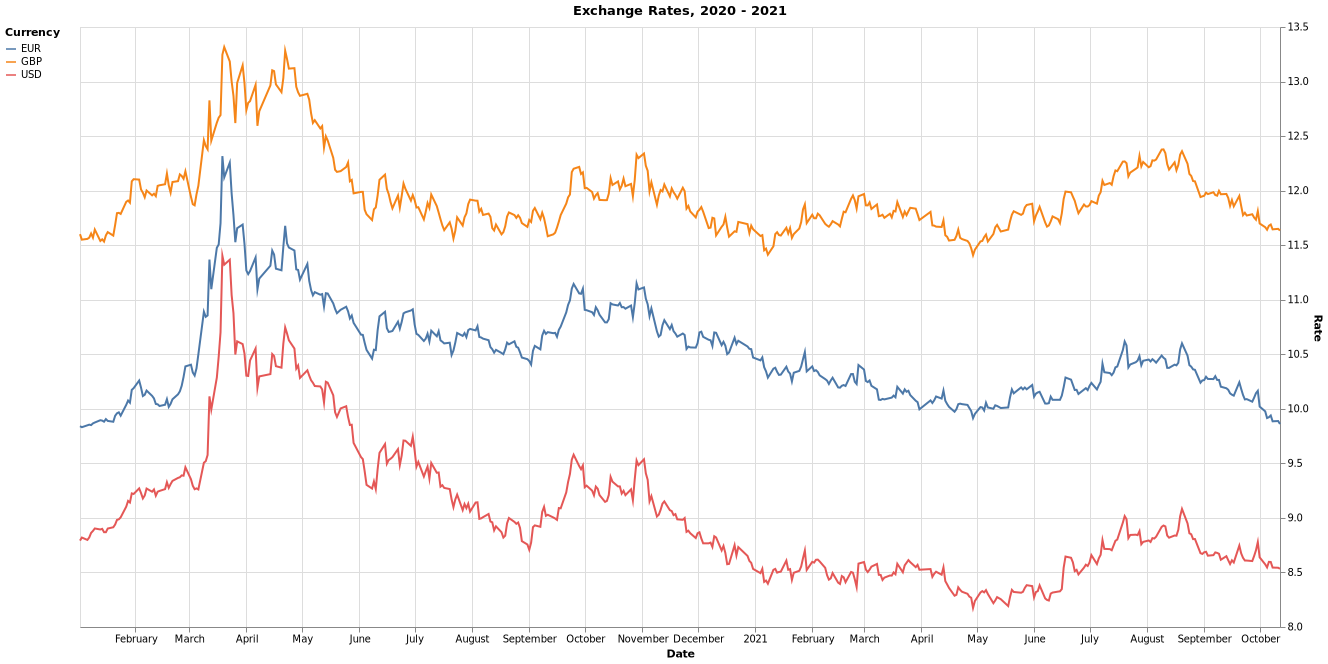 Exchange Rates, 2020 - 2021
Currency
EUR
GBP
USD
13.5
13.0
12.5
12.0
11.5
11.0
10.5
10.0
9.5
9.0
8.5
8.0
Rate
February March April May June July August September October November December 2021 February March April May June July August September October
Date